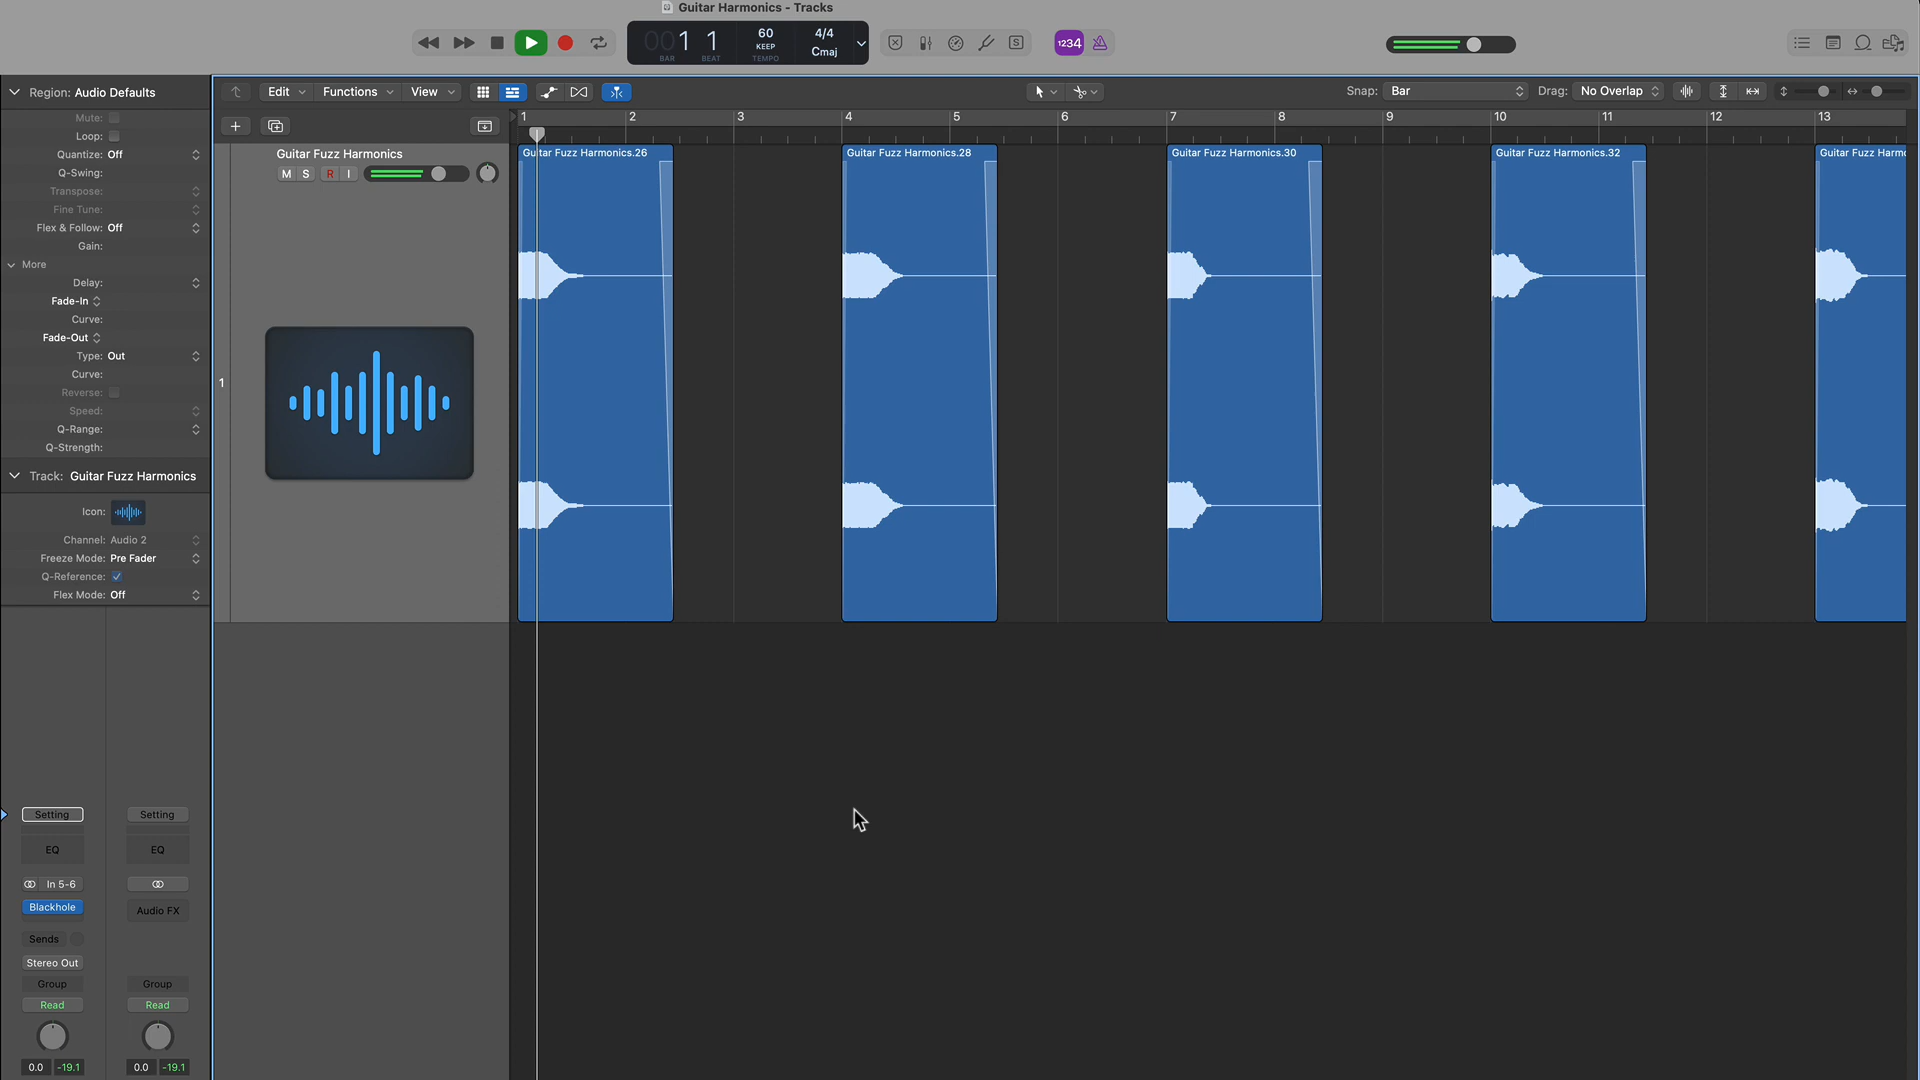 Guitar Harmonics - Tracks
001 1
BAR BEAT
60
KEEP
TEMPO
4/4
Cmaj
1234
S
Region: Audio Defaults
Mute:
Loop:
Quantize: Off
Q-Swing:
Transpose:
Fine Tune:
Flex & Follow: Off
Gain:
More
Delay:
Fade-In
Curve:
Fade-Out
Type: Out
Curve:
Reverse:
Speed:
Q-Range:
Q-Strength:
Track: Guitar Fuzz Harmonics
Icon:
Channel: Audio 2
Freeze Mode: Pre Fader
Q-Reference:
Flex Mode: Off
Setting Setting
EQ EQ
In 5-6
Blackhole Audio FX
Sends
Stereo Out
Group Group
Read Read
0.0 -19.1 0.0 -19.1
Edit Functions View
Snap: Bar Drag: No Overlap
1 2 3 4 5 6 7 8 9 10 11 12 13
1
Guitar Fuzz Harmonics
M S R I
Guitar Fuzz Harmonics.26 Guitar Fuzz Harmonics.28 Guitar Fuzz Harmonics.30 Guitar Fuzz Harmonics.32 Guitar Fuzz Harmo